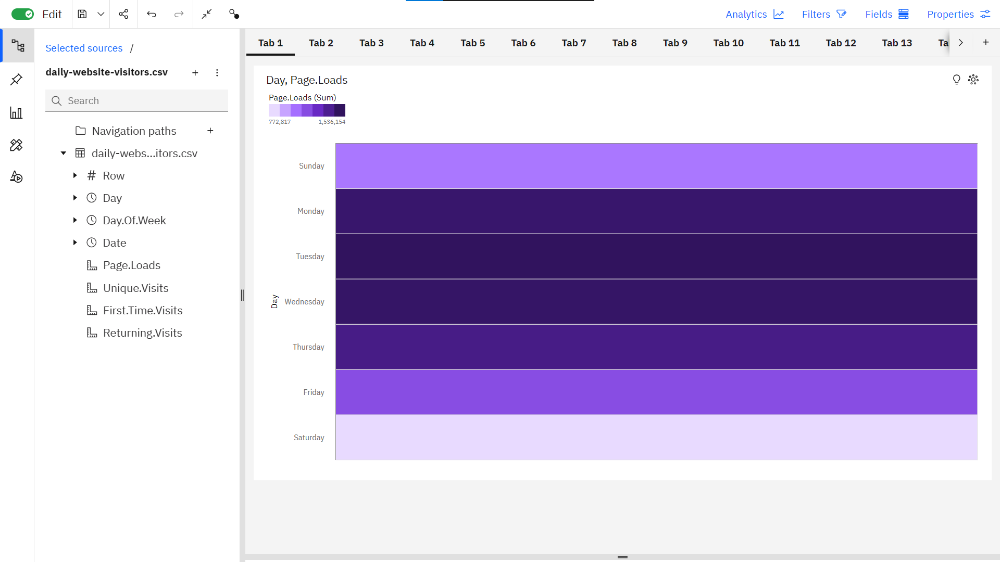 Edit
Analytics
Filters
Fields
Properties
Selected sources /
daily-website-visitors.csv
Search
Navigation paths
daily-webs...itors.csv
Row
Day
Day.Of.Week
Date
Page.Loads
Unique.Visits
First.Time.Visits
Returning.Visits
Tab 1 Tab 2 Tab 3 Tab 4 Tab 5 Tab 6 Tab 7 Tab 8 Tab 9 Tab 10 Tab 11 Tab 12 Tab 13
Day, Page.Loads
Page.Loads (Sum)
772,817 1,536,154
Day
Sunday
Monday
Tuesday
Wednesday
Thursday
Friday
Saturday